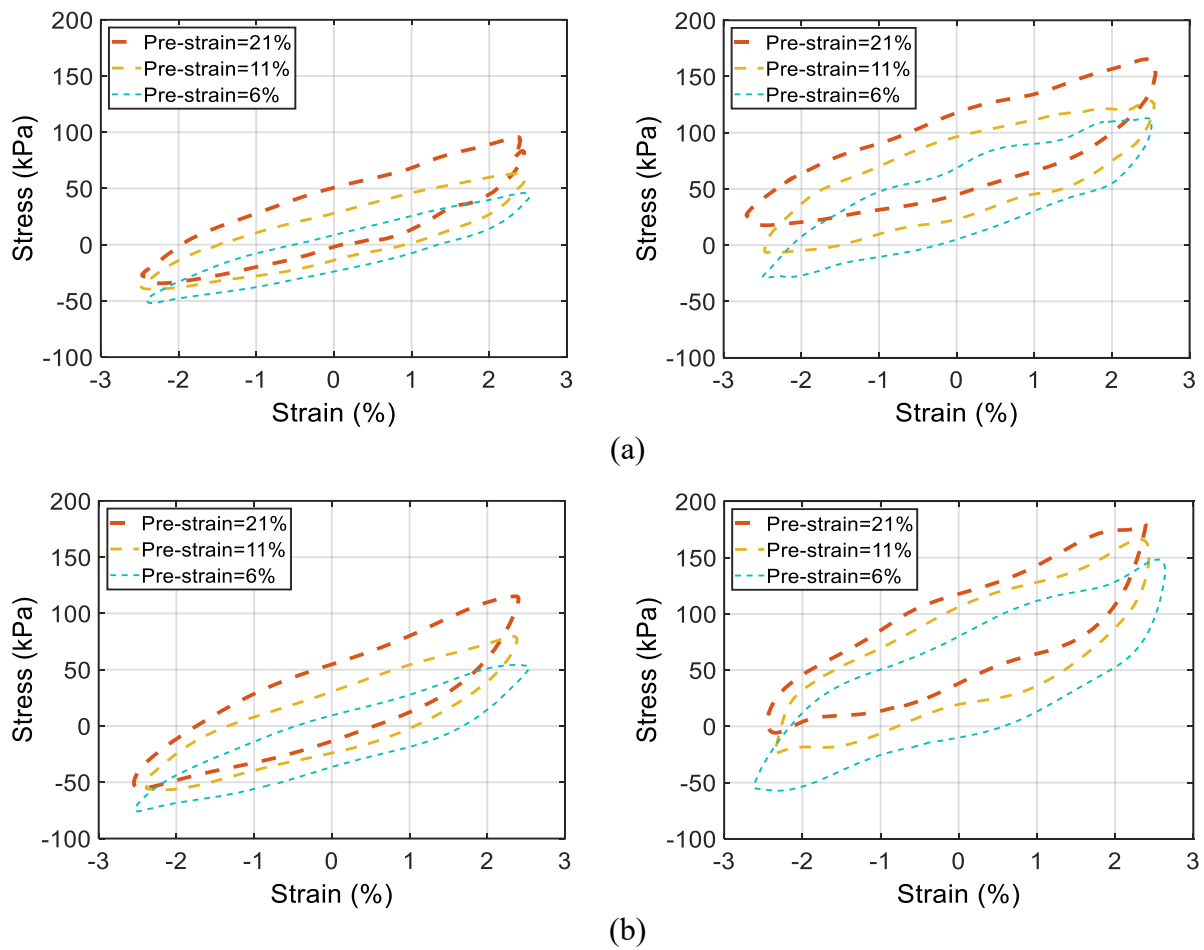 200
150
100
50
0
-50
-100
Stress (kPa)
Pre-strain=21%
Pre-strain=11%
Pre-strain=6%
-3 -2 -1 0 1 2 3
Strain (%)
200
150
100
50
0
-50
-100
Stress (kPa)
Pre-strain=21%
Pre-strain=11%
Pre-strain=6%
-3 -2 -1 0 1 2 3
Strain (%)
(a)
200
150
100
50
0
-50
-100
Stress (kPa)
Pre-strain=21%
Pre-strain=11%
Pre-strain=6%
-3 -2 -1 0 1 2 3
Strain (%)
200
150
100
50
0
-50
-100
Stress (kPa)
Pre-strain=21%
Pre-strain=11%
Pre-strain=6%
-3 -2 -1 0 1 2 3
Strain (%)
(b)